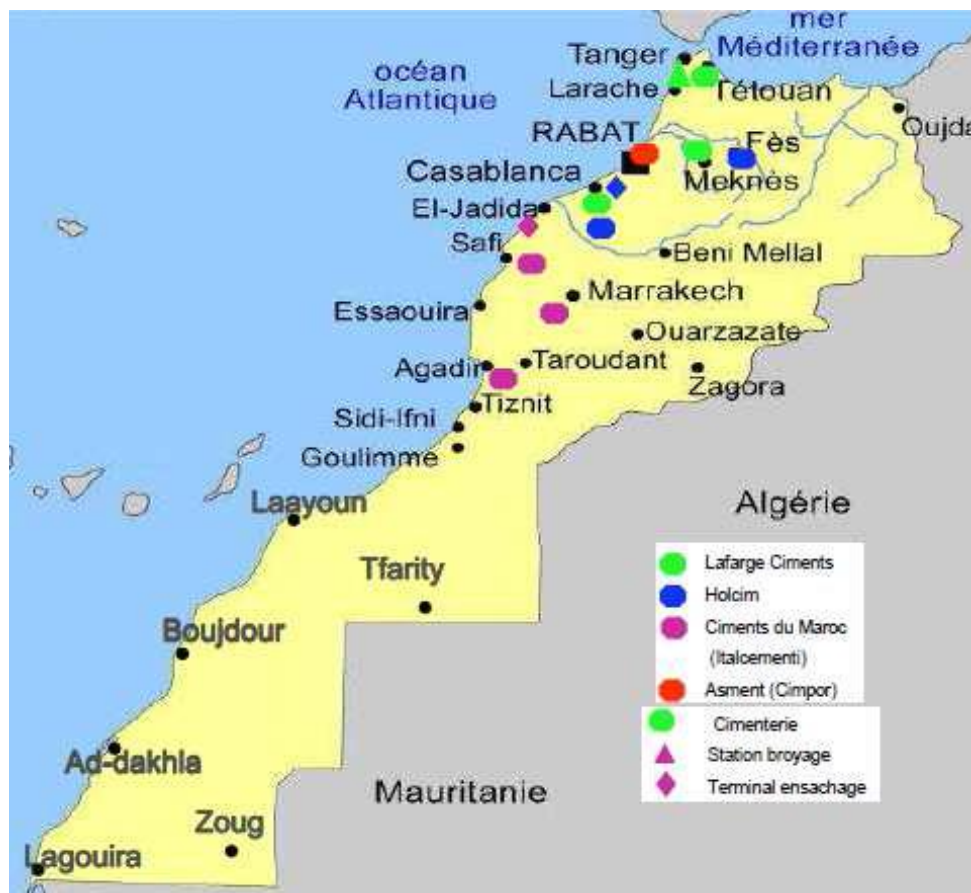 mer
Méditerranée
océan
Atlantique
Tanger
Larache
Tétouan
Oujda
RABAT
Fès
Meknès
Casablanca
El-Jadida
Safi
Beni Mellal
Essaouira
Marrakech
Ouarzazate
Agadir
Taroudant
Zagora
Tiznit
Sidi-Ifni
Goulimme
Laayoun
Algérie
Tfarity
Boujdour
Ad-dakhla
Mauritanie
Zoug
Lagouira
Lafarge Ciments
Holcim
Ciments du Maroc
(Italcementi)
Asment (Cimpor)
Cimenterie
Station broyage
Terminal ensachage